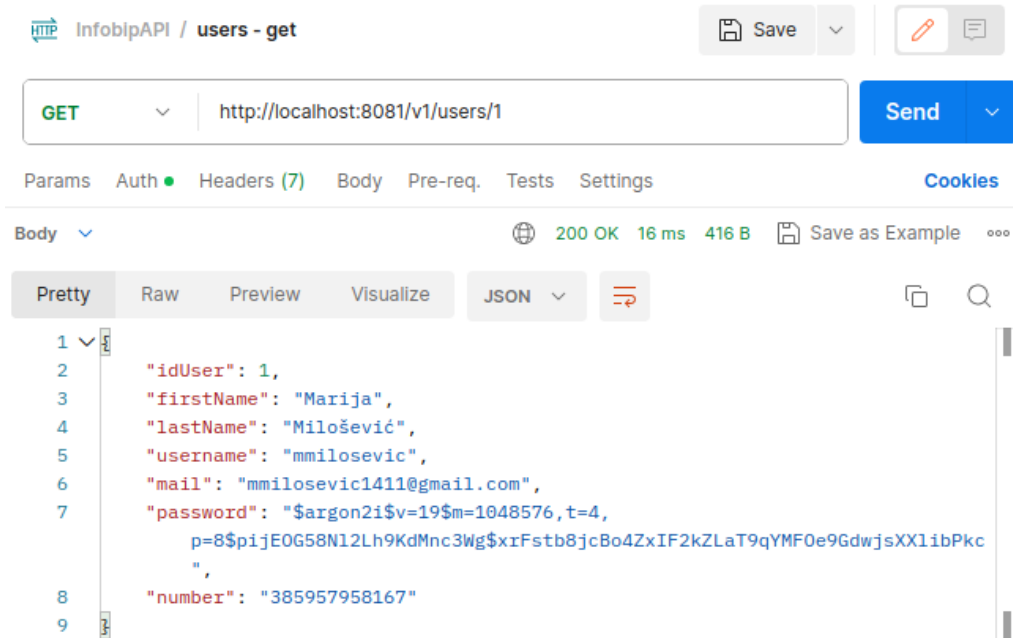 HTTP InfobipAPI / users - get Save
GET http://localhost:8081/v1/users/1 Send
Params Auth Headers (7) Body Pre-req. Tests Settings Cookies
Body 200 OK 16 ms 416 B Save as Example
Pretty Raw Preview Visualize JSON
1 {
2 "idUser": 1,
3 "firstName": "Marija",
4 "lastName": "Milošević",
5 "username": "mmilosevic",
6 "mail": "mmilosevic1411@gmail.com",
7 "password": "$argon2i$v=19$m=1048576,t=4,
p=8$pijEOG58Nl2Lh9KdMnc3Wg$xrFstb8jcBo4ZxIF2kZLaT9qYMFOe9GdwjsXXlibPkc
",
8 "number": "385957958167"
9 }